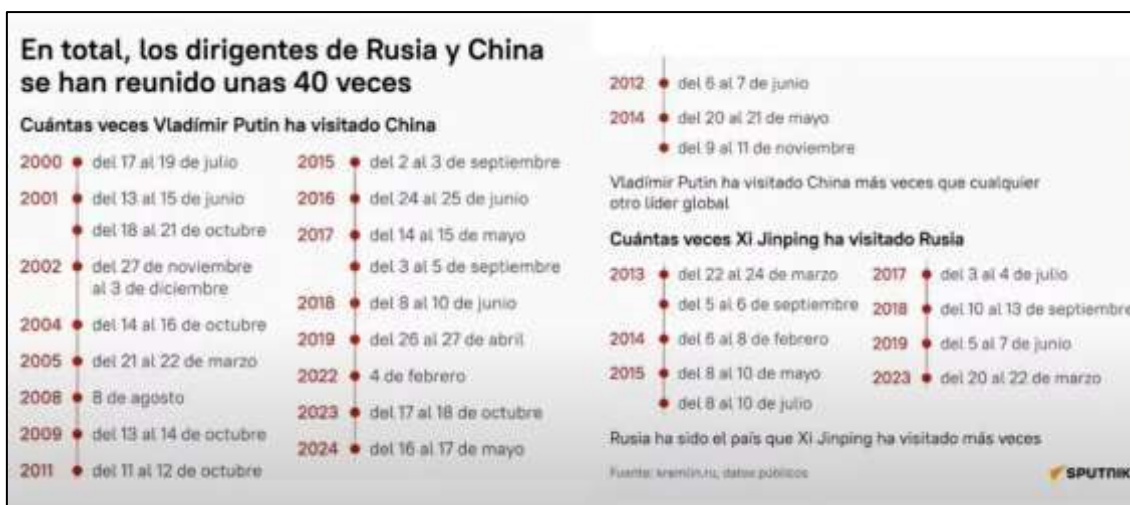 En total, los dirigentes de Rusia y China
se han reunido unas 40 veces
Cuántas veces Vladímir Putin ha visitado China
2000 del 17 al 19 de julio
2001 del 13 al 15 de junio
del 18 al 21 de octubre
2002 del 27 de noviembre
al 3 de diciembre
2004 del 14 al 16 de octubre
2005 del 21 al 22 de marzo
2008 8 de agosto
2009 del 13 al 14 de octubre
2011 del 11 al 12 de octubre
2015 del 2 al 3 de septiembre
2016 del 24 al 25 de junio
2017 del 14 al 15 de mayo
del 3 al 5 de septiembre
2018 del 8 al 10 de junio
2019 del 26 al 27 de abril
2022 4 de febrero
2023 del 17 al 18 de octubre
2024 del 16 al 17 de mayo
2012 del 6 al 7 de junio
2014 del 20 al 21 de mayo
del 9 al 11 de noviembre
Vladímir Putin ha visitado China más veces que cualquier
otro líder global
Cuántas veces Xi Jinping ha visitado Rusia
2013 del 22 al 24 de marzo
del 5 al 6 de septiembre
2014 del 6 al 8 de febrero
2015 del 8 al 10 de mayo
del 8 al 10 de julio
2017 del 3 al 4 de julio
2018 del 10 al 13 de septiembre
2019 del 5 al 7 de junio
2023 del 20 al 22 de marzo
Rusia ha sido el país que Xi Jinping ha visitado más veces
Fuente: kremlin.ru, datos públicos
SPUTNIK